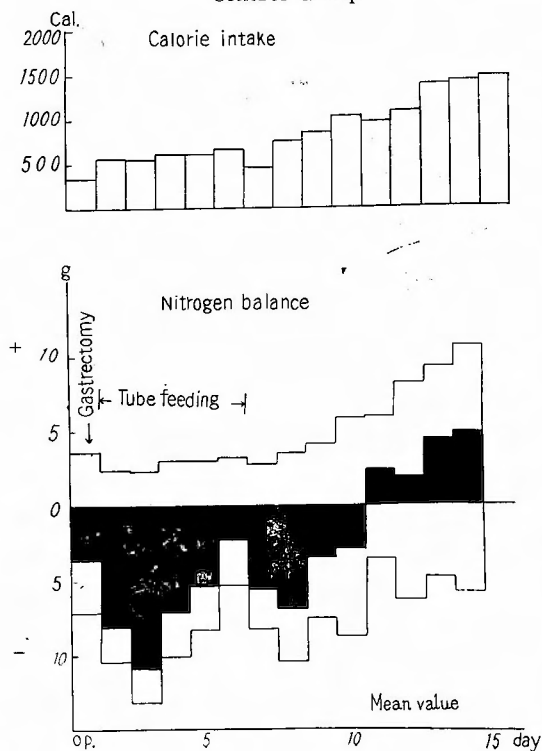 Cal.
2000
1500
1000
500
Calorie intake
g
Nitrogen balance
+
10
Gastrectomy
Tube feeding
5
0
5
10
−
Mean value
op.
5
10
15 day